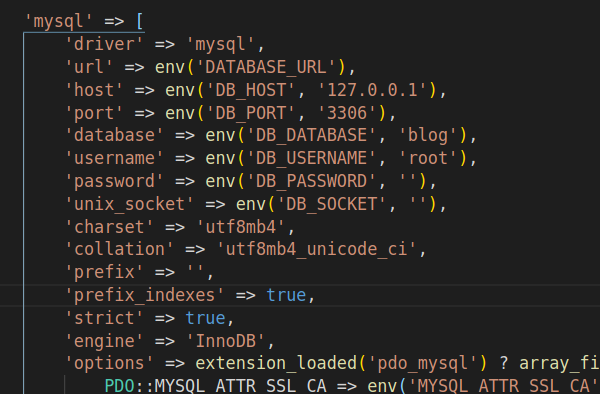 'mysql' => [
'driver' => 'mysql',
'url' => env('DATABASE_URL'),
'host' => env('DB_HOST', '127.0.0.1'),
'port' => env('DB_PORT', '3306'),
'database' => env('DB_DATABASE', 'blog'),
'username' => env('DB_USERNAME', 'root'),
'password' => env('DB_PASSWORD', ''),
'unix_socket' => env('DB_SOCKET', ''),
'charset' => 'utf8mb4',
'collation' => 'utf8mb4_unicode_ci',
'prefix' => '',
'prefix_indexes' => true,
'strict' => true,
'engine' => 'InnoDB',
'options' => extension_loaded('pdo_mysql') ? array_fi
PDO::MYSQL_ATTR_SSL_CA => env('MYSQL_ATTR_SSL_CA'